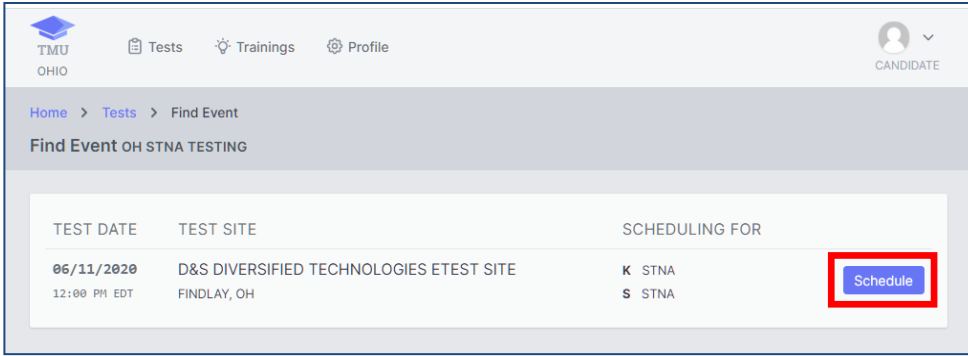 TMU
OHIO
Tests Trainings Profile
CANDIDATE
Home > Tests > Find Event
Find Event OH STNA TESTING
TEST DATE TEST SITE SCHEDULING FOR
06/11/2020 D&S DIVERSIFIED TECHNOLOGIES ETEST SITE K STNA
12:00 PM EDT FINDLAY, OH S STNA
Schedule